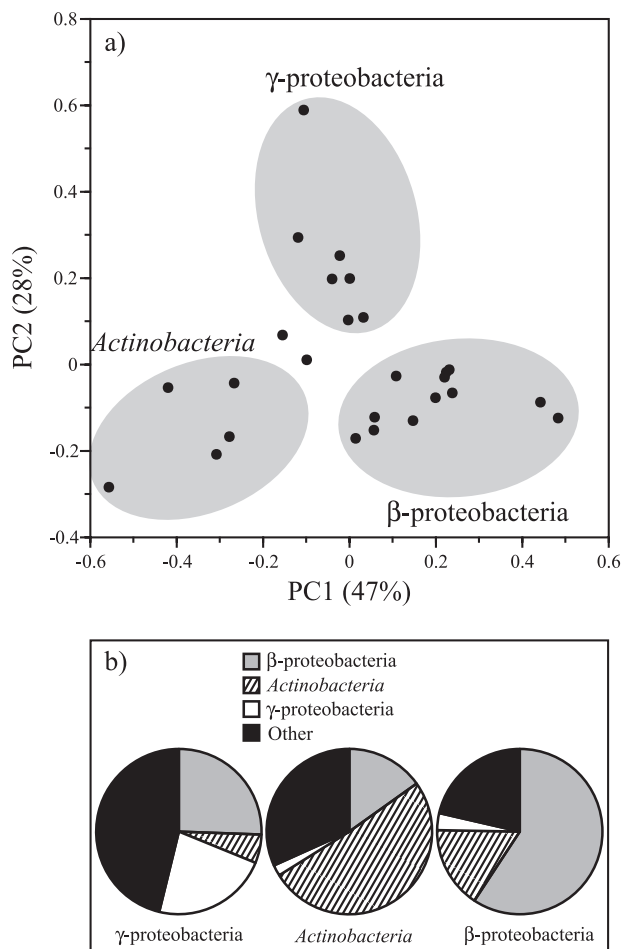 a)
γ-proteobacteria
Actinobacteria
β-proteobacteria
0.8
0.6
0.4
0.2
0
-0.2
-0.4
PC2 (28%)
-0.6 -0.4 -0.2 0 0.2 0.4 0.6
PC1 (47%)
b)
β-proteobacteria
Actinobacteria
γ-proteobacteria
Other
γ-proteobacteria Actinobacteria β-proteobacteria